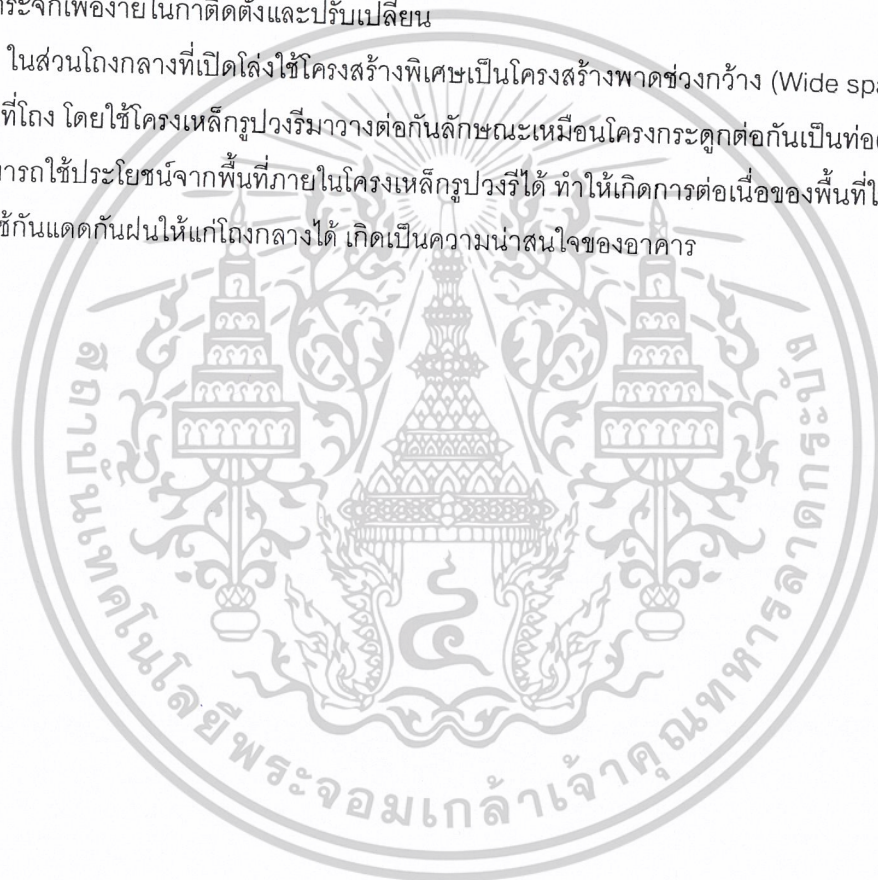 ระจกเพื่อง่ายในกาติดตั้งและปรับเปลี่ยน
ในส่วนโถงกลางที่เปิดโล่งใช้โครงสร้างพิเศษเป็นโครงสร้างพาดช่วงกว้าง (Wide spa
ที่โถง โดยใช้โครงเหล็กรูปวงรีมาวางต่อกันลักษณะเหมือนโครงกระดูกต่อกันเป็นท่อ
ารถใช้ประโยชน์จากพื้นที่ภายในโครงเหล็กรูปวงรีได้ ทำให้เกิดการต่อเนื่อของพื้นที่ใ
ช้กันแดดกันฝนให้แก่โถงกลางได้ เกิดเป็นความน่าสนใจของอาคาร
สถาบันเทคโนโลยีพระจอมเกล้าเจ้าคุณทหารลาดกระบัง
๔